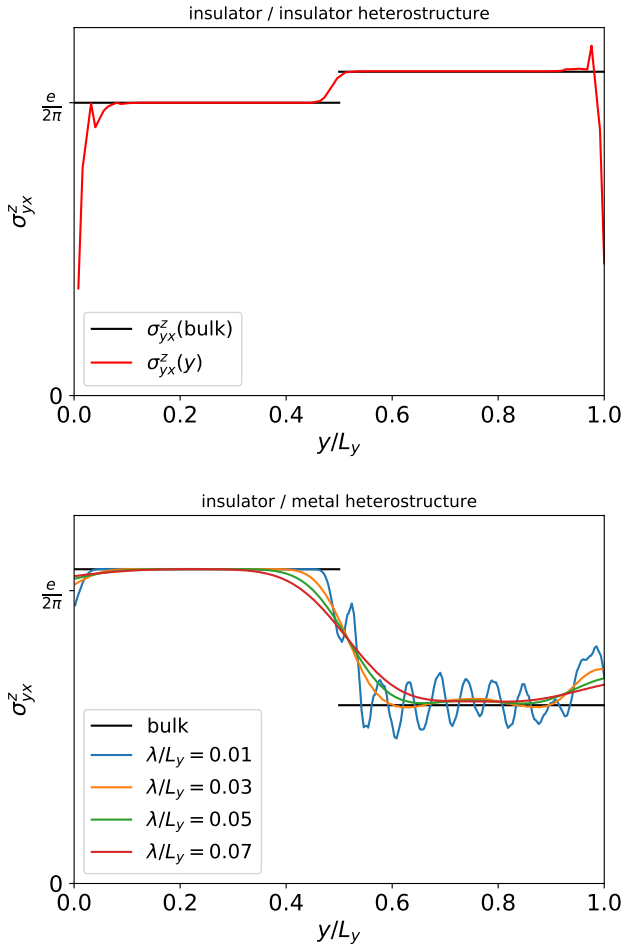 insulator / insulator heterostructure
e/2π
σ^z_yx
0
σ^z_yx(bulk)
σ^z_yx(y)
0.0 0.2 0.4 0.6 0.8 1.0
y/L_y
insulator / metal heterostructure
e/2π
σ^z_yx
0
bulk
λ/L_y = 0.01
λ/L_y = 0.03
λ/L_y = 0.05
λ/L_y = 0.07
0.0 0.2 0.4 0.6 0.8 1.0
y/L_y